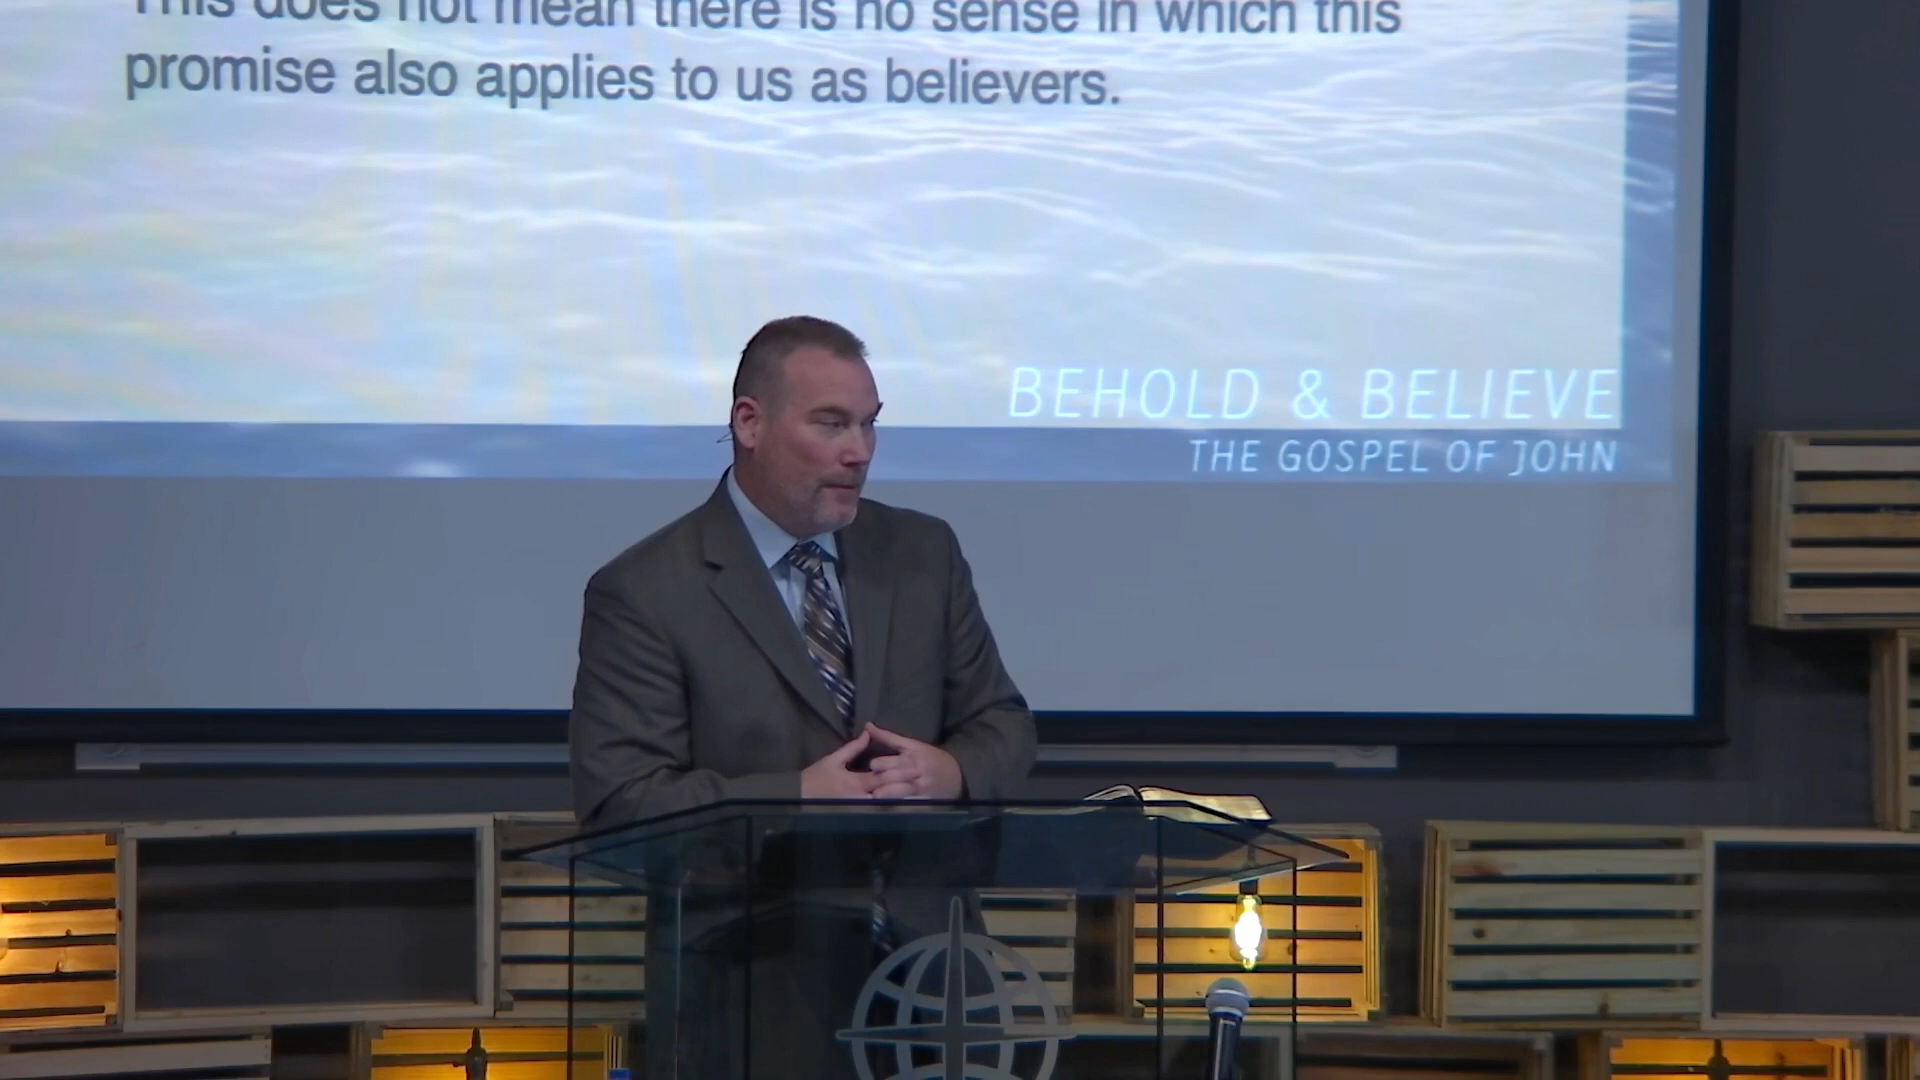 This does not mean there is no sense in which this
promise also applies to us as believers.
BEHOLD & BELIEVE
THE GOSPEL OF JOHN